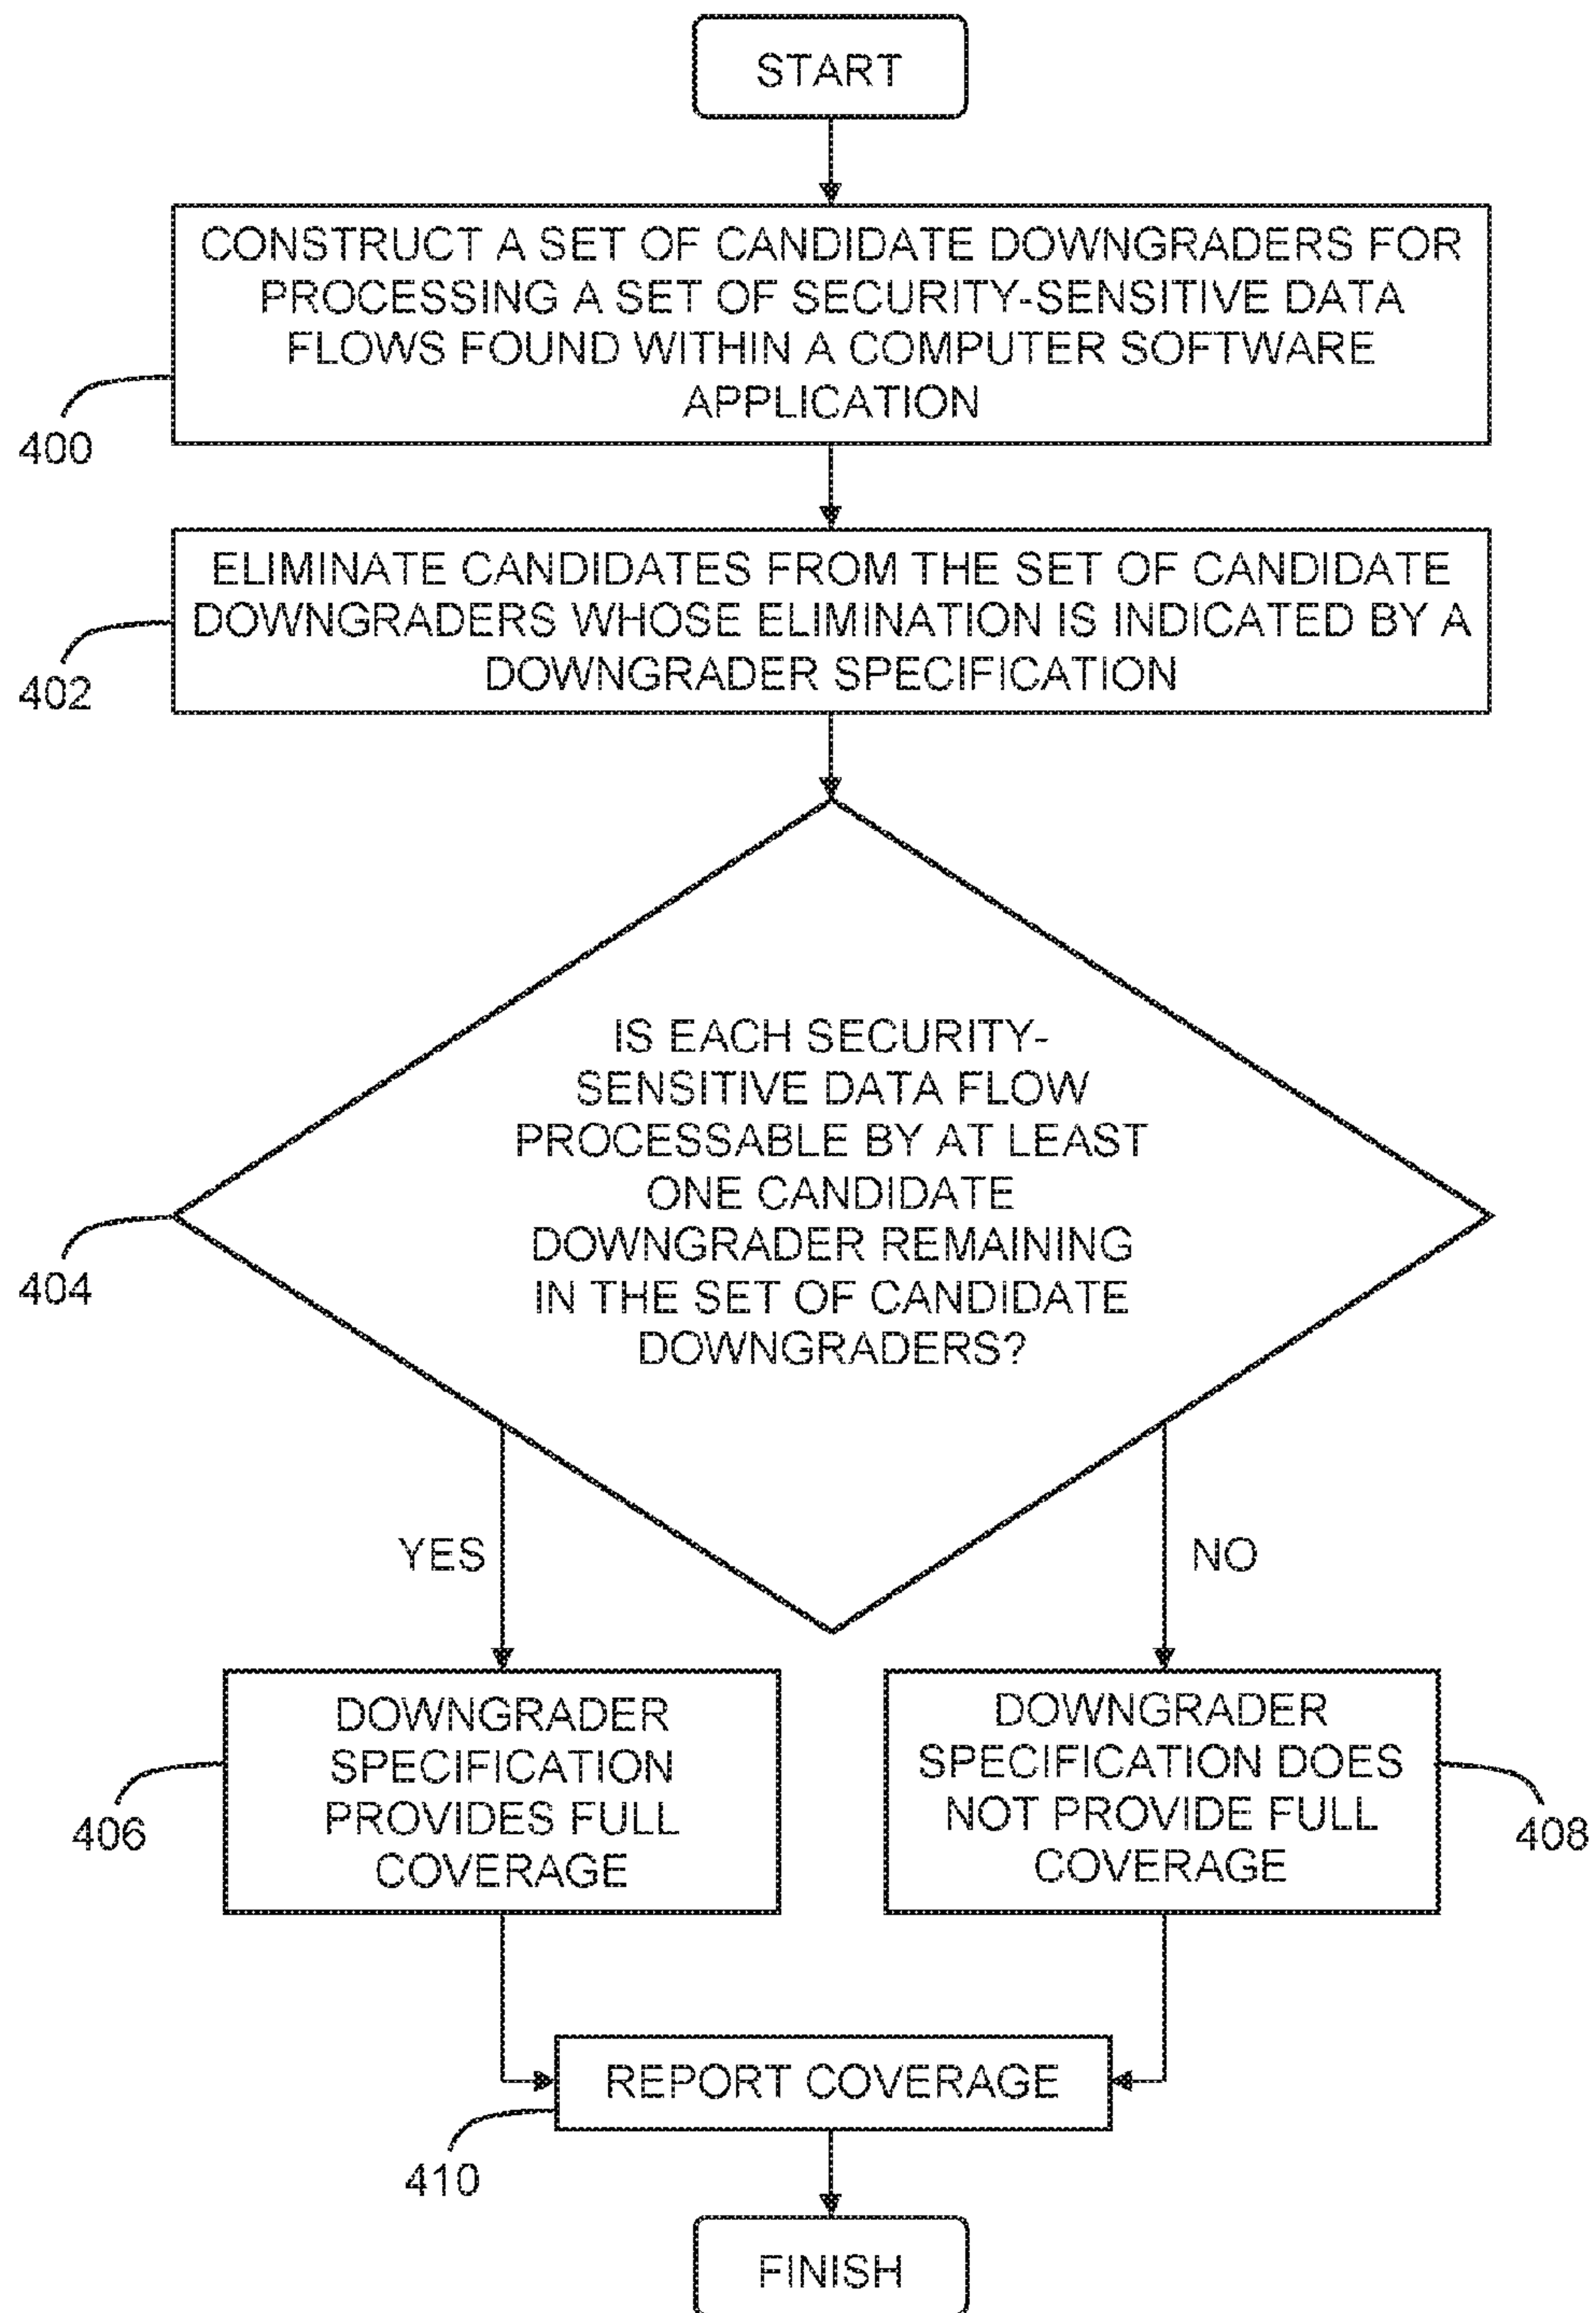 START
CONSTRUCT A SET OF CANDIDATE DOWNGRADERS FOR
PROCESSING A SET OF SECURITY-SENSITIVE DATA
FLOWS FOUND WITHIN A COMPUTER SOFTWARE
APPLICATION
400
ELIMINATE CANDIDATES FROM THE SET OF CANDIDATE
DOWNGRADERS WHOSE ELIMINATION IS INDICATED BY A
DOWNGRADER SPECIFICATION
402
IS EACH SECURITY-
SENSITIVE DATA FLOW
PROCESSABLE BY AT LEAST
ONE CANDIDATE
DOWNGRADER REMAINING
IN THE SET OF CANDIDATE
DOWNGRADERS?
404
YES
NO
DOWNGRADER
SPECIFICATION
PROVIDES FULL
COVERAGE
406
DOWNGRADER
SPECIFICATION DOES
NOT PROVIDE FULL
COVERAGE
408
REPORT COVERAGE
410
FINISH